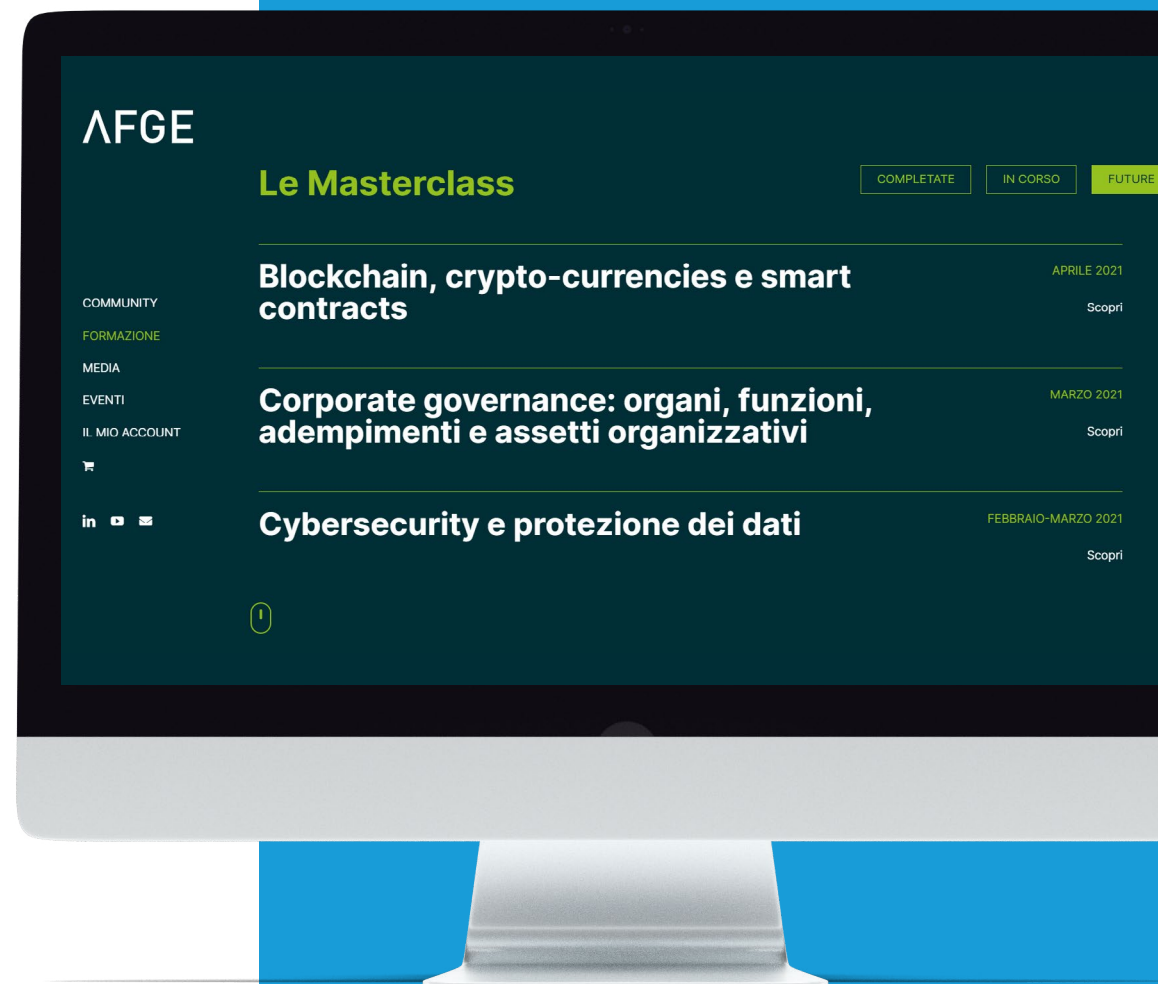 AFGE
Le Masterclass
COMPLETATE
IN CORSO
FUTURE
Blockchain, crypto-currencies e smart
contracts
APRILE 2021
Scopri
COMMUNITY
FORMAZIONE
MEDIA
EVENTI
IL MIO ACCOUNT
Corporate governance: organi, funzioni,
adempimenti e assetti organizzativi
MARZO 2021
Scopri
in
Cybersecurity e protezione dei dati
FEBBRAIO-MARZO 2021
Scopri